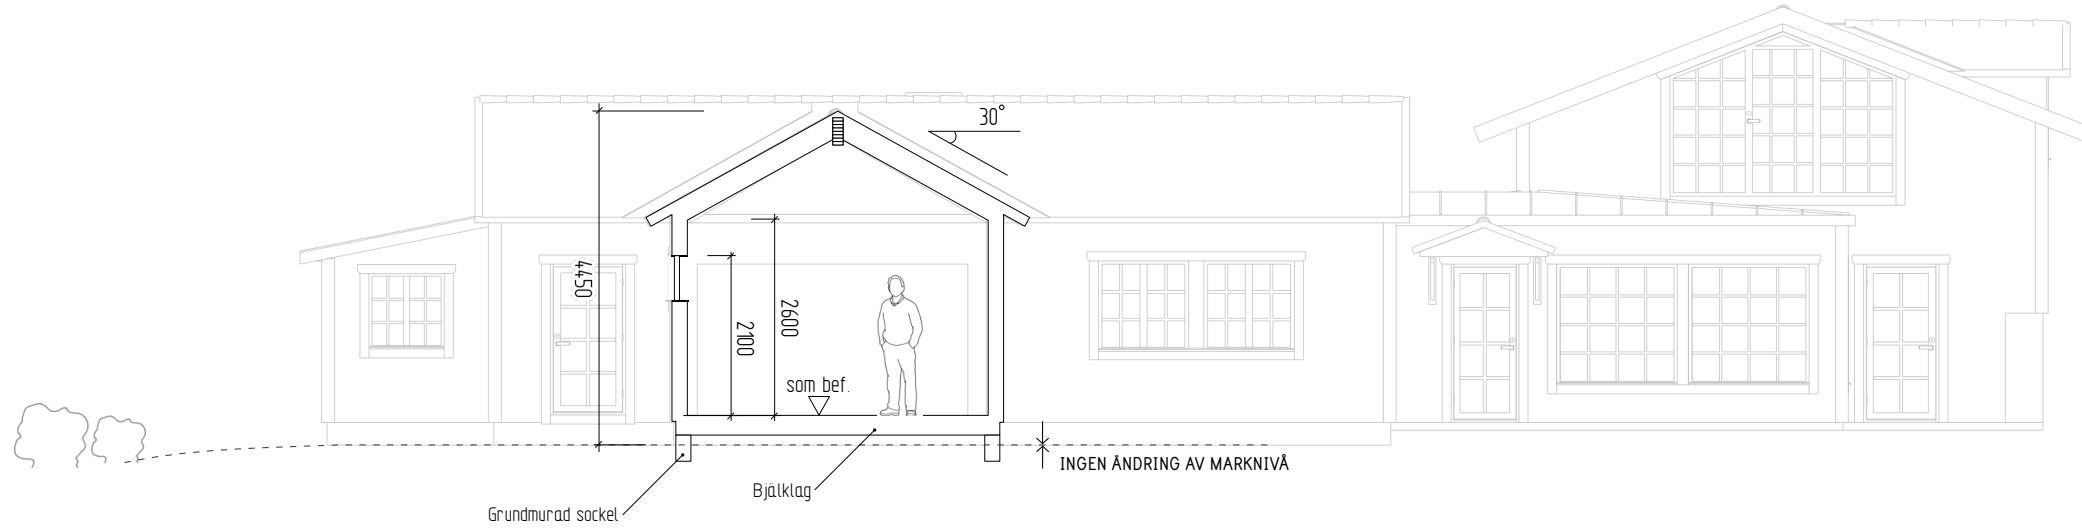 30°
4450
2600
2100
som bef.
INGEN ÄNDRING AV MARKNIVÅ
Bjälklag
Grundmurad sockel